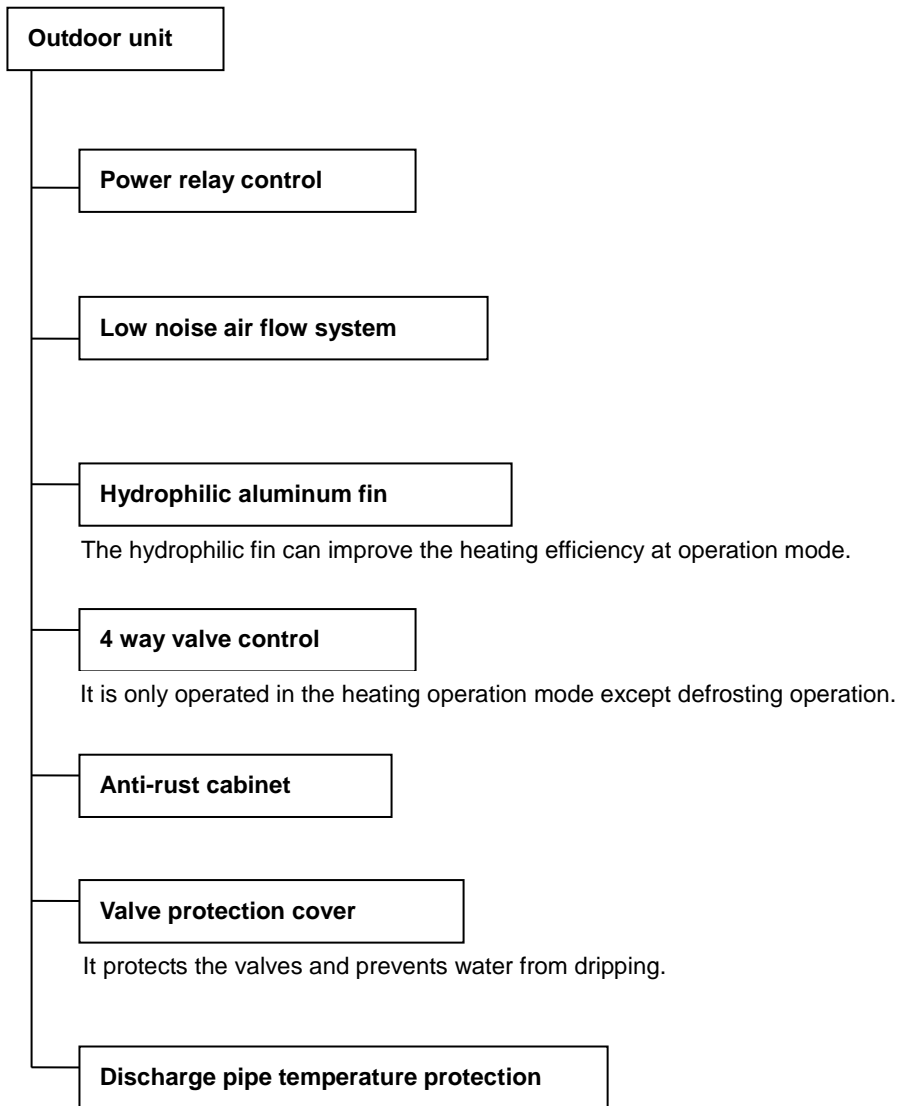 Outdoor unit
Power relay control
Low noise air flow system
Hydrophilic aluminum fin
The hydrophilic fin can improve the heating efficiency at operation mode.
4 way valve control
It is only operated in the heating operation mode except defrosting operation.
Anti-rust cabinet
Valve protection cover
It protects the valves and prevents water from dripping.
Discharge pipe temperature protection